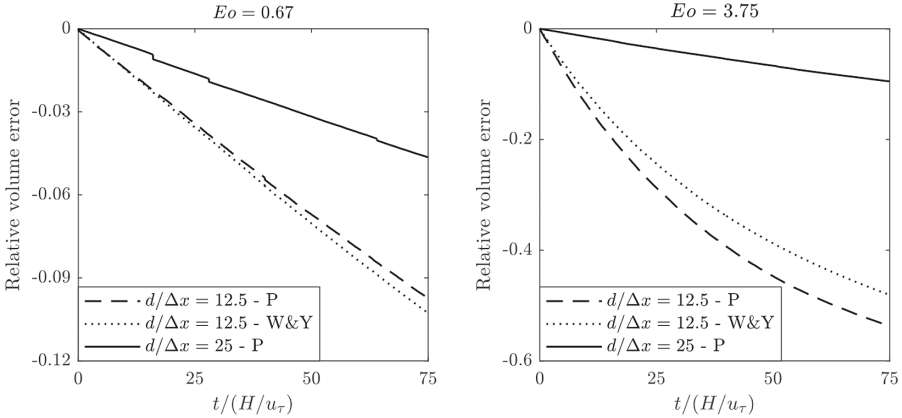 Eo = 0.67
Relative volume error
0
-0.03
-0.06
-0.09
-0.12
d/Δx = 12.5 - P
d/Δx = 12.5 - W&Y
d/Δx = 25 - P
0 25 50 75
t/(H/uτ)
Eo = 3.75
Relative volume error
0
-0.2
-0.4
-0.6
d/Δx = 12.5 - P
d/Δx = 12.5 - W&Y
d/Δx = 25 - P
0 25 50 75
t/(H/uτ)